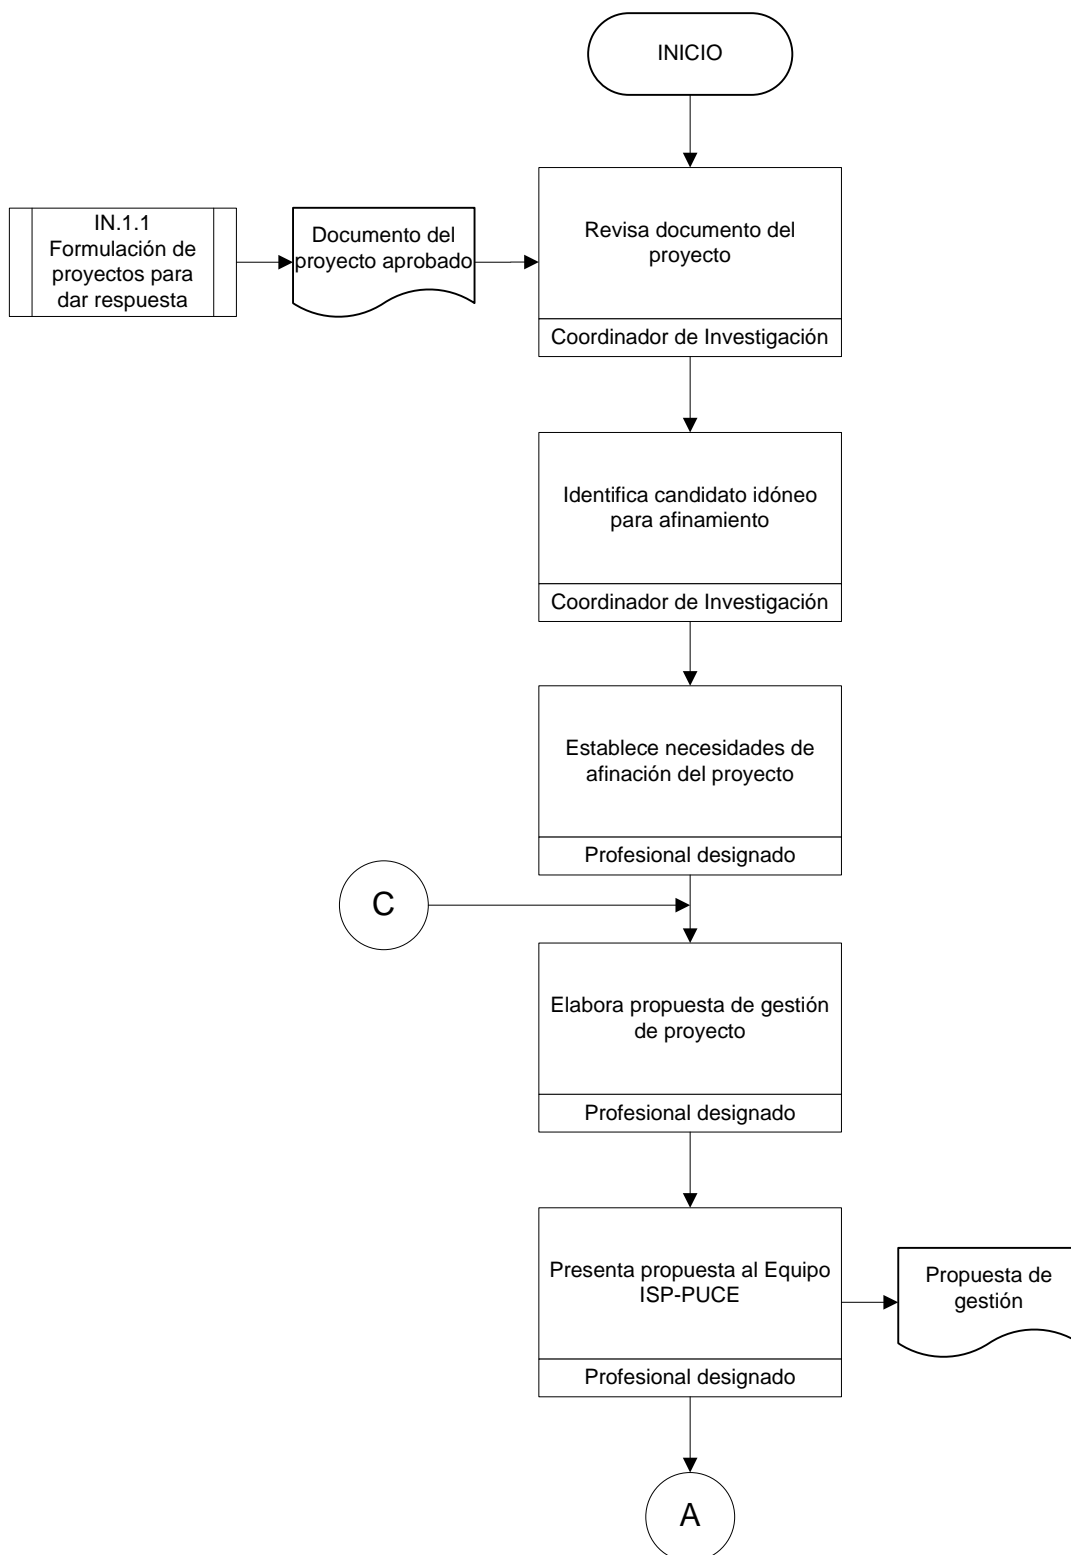 INICIO
IN.1.1
Formulación de
proyectos para
dar respuesta
Documento del
proyecto aprobado
Revisa documento del
proyecto
Coordinador de Investigación
Identifica candidato idóneo
para afinamiento
Coordinador de Investigación
Establece necesidades de
afinación del proyecto
Profesional designado
C
Elabora propuesta de gestión
de proyecto
Profesional designado
Presenta propuesta al Equipo
ISP-PUCE
Profesional designado
Propuesta de
gestión
A